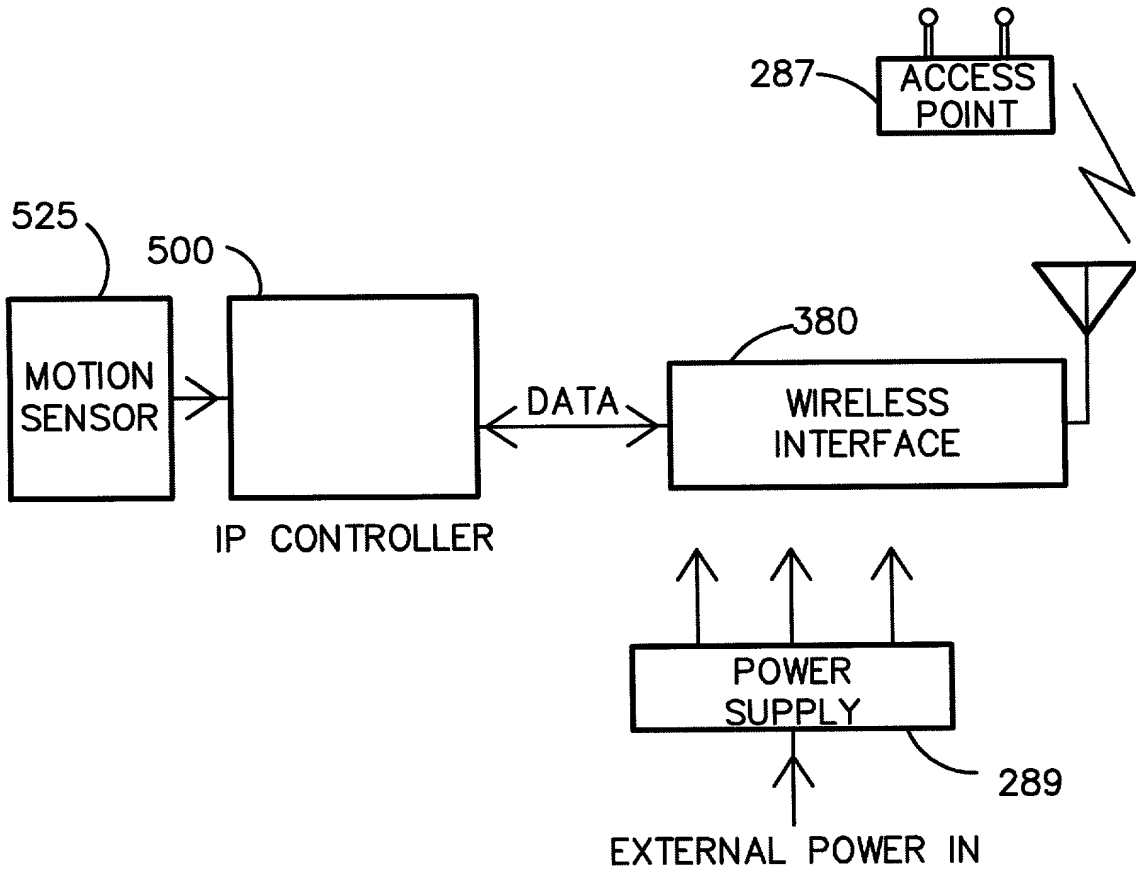 287
ACCESS
POINT
525
500
380
MOTION
SENSOR
DATA
WIRELESS
INTERFACE
IP CONTROLLER
POWER
SUPPLY
289
EXTERNAL POWER IN